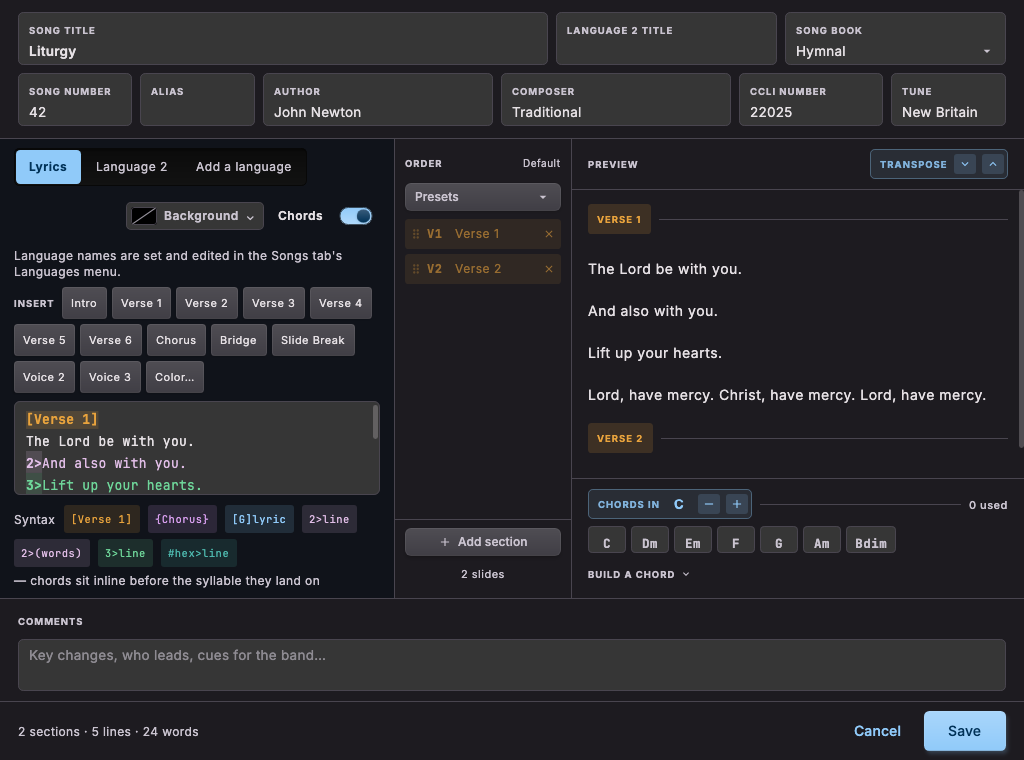 SONG TITLE
Liturgy
LANGUAGE 2 TITLE
SONG BOOK
Hymnal
SONG NUMBER
42
ALIAS
AUTHOR
John Newton
COMPOSER
Traditional
CCLI NUMBER
22025
TUNE
New Britain
Lyrics
Language 2
Add a language
Background
Chords
Language names are set and edited in the Songs tab's
Languages menu.
INSERT
Intro
Verse 1
Verse 2
Verse 3
Verse 4
Verse 5
Verse 6
Chorus
Bridge
Slide Break
Voice 2
Voice 3
Color...
[Verse 1]
The Lord be with you.
2>And also with you.
3>Lift up your hearts.
Syntax
[Verse 1]
{Chorus}
[G]lyric
2>line
2>(words)
3>line
#hex>line
— chords sit inline before the syllable they land on
ORDER
Default
Presets
V1 Verse 1 ×
V2 Verse 2 ×
+ Add section
2 slides
PREVIEW
TRANSPOSE
VERSE 1
The Lord be with you.
And also with you.
Lift up your hearts.
Lord, have mercy. Christ, have mercy. Lord, have mercy.
VERSE 2
CHORDS IN C − +
0 used
C
Dm
Em
F
G
Am
Bdim
BUILD A CHORD
COMMENTS
Key changes, who leads, cues for the band...
2 sections · 5 lines · 24 words
Cancel
Save